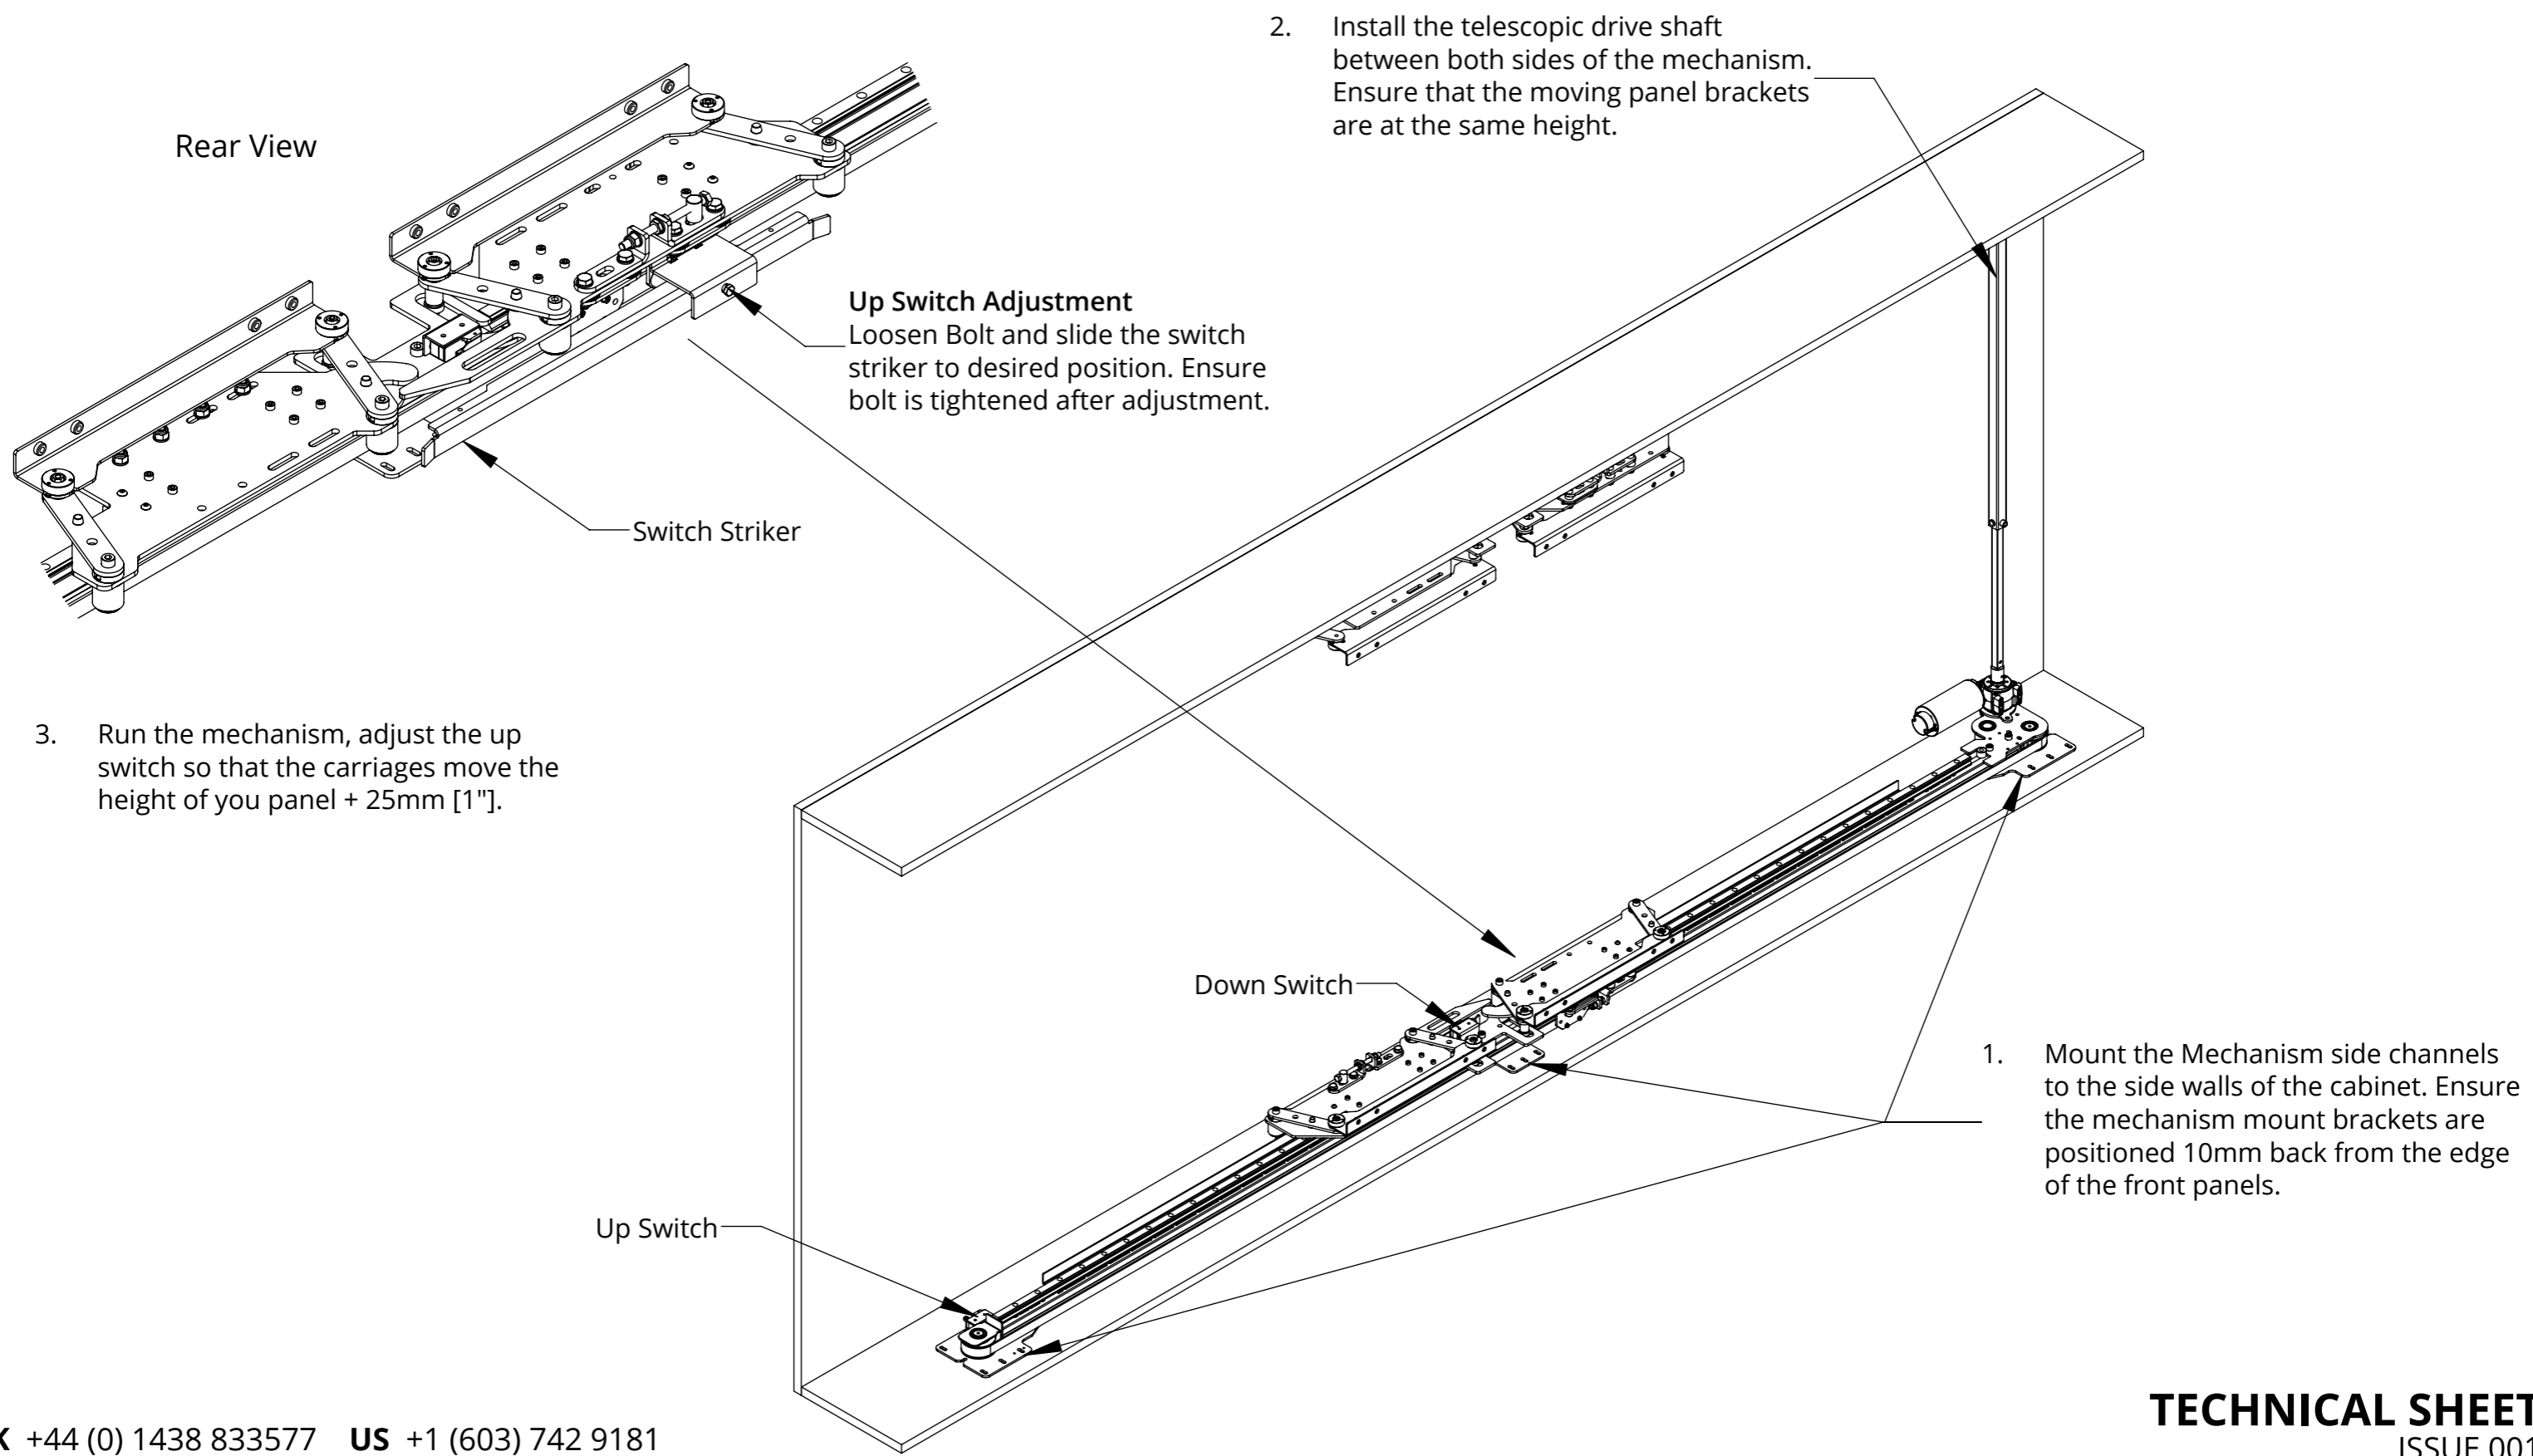 2. Install the telescopic drive shaft
between both sides of the mechanism.
Ensure that the moving panel brackets
are at the same height.
Rear View
Up Switch Adjustment
Loosen Bolt and slide the switch
striker to desired position. Ensure
bolt is tightened after adjustment.
Switch Striker
3. Run the mechanism, adjust the up
switch so that the carriages move the
height of you panel + 25mm [1"].
Down Switch
1. Mount the Mechanism side channels
to the side walls of the cabinet. Ensure
the mechanism mount brackets are
positioned 10mm back from the edge
of the front panels.
Up Switch
+44 (0) 1438 833577 US +1 (603) 742 9181
TECHNICAL SHEET
ISSUE 001